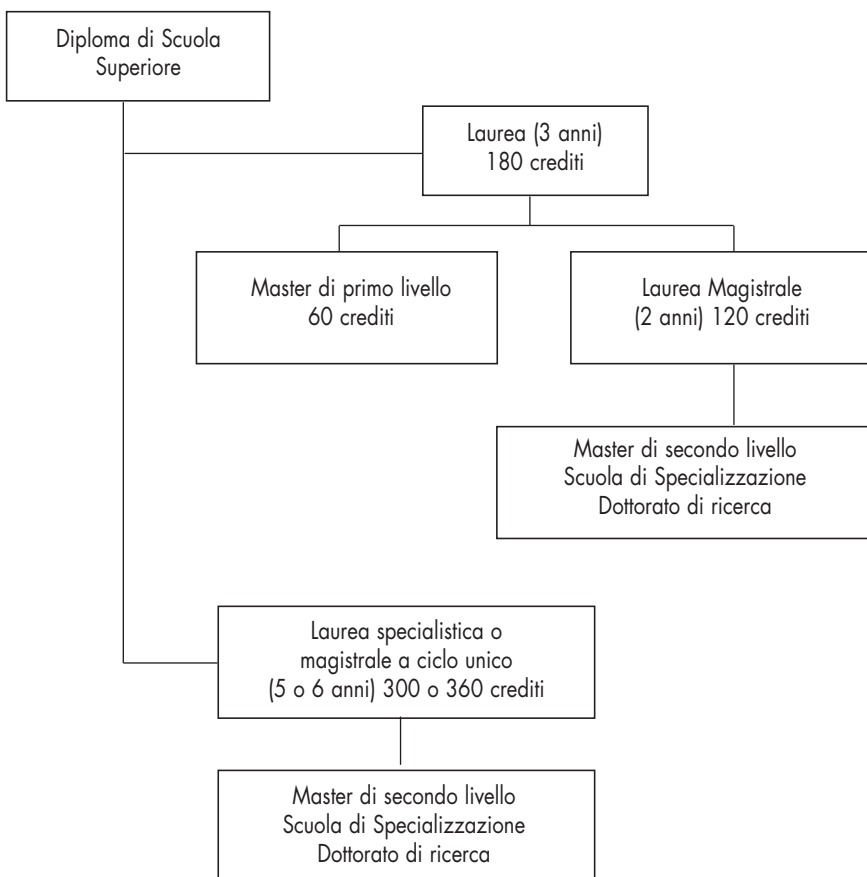 Diploma di Scuola
Superiore
Laurea (3 anni)
180 crediti
Master di primo livello
60 crediti
Laurea Magistrale
(2 anni) 120 crediti
Master di secondo livello
Scuola di Specializzazione
Dottorato di ricerca
Laurea specialistica o
magistrale a ciclo unico
(5 o 6 anni) 300 o 360 crediti
Master di secondo livello
Scuola di Specializzazione
Dottorato di ricerca